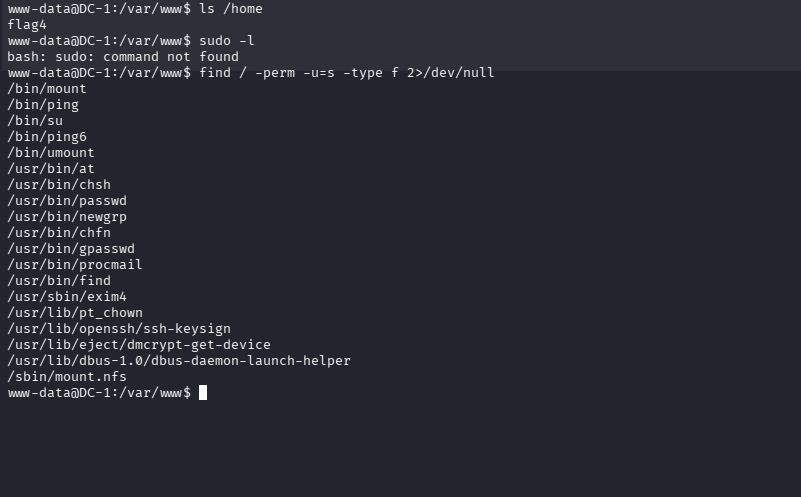 www-data@DC-1:/var/www$ ls /home
flag4
www-data@DC-1:/var/www$ sudo -l
bash: sudo: command not found
www-data@DC-1:/var/www$ find / -perm -u=s -type f 2>/dev/null
/bin/mount
/bin/ping
/bin/su
/bin/ping6
/bin/umount
/usr/bin/at
/usr/bin/chsh
/usr/bin/passwd
/usr/bin/newgrp
/usr/bin/chfn
/usr/bin/gpasswd
/usr/bin/procmail
/usr/bin/find
/usr/sbin/exim4
/usr/lib/pt_chown
/usr/lib/openssh/ssh-keysign
/usr/lib/eject/dmcrypt-get-device
/usr/lib/dbus-1.0/dbus-daemon-launch-helper
/sbin/mount.nfs
www-data@DC-1:/var/www$